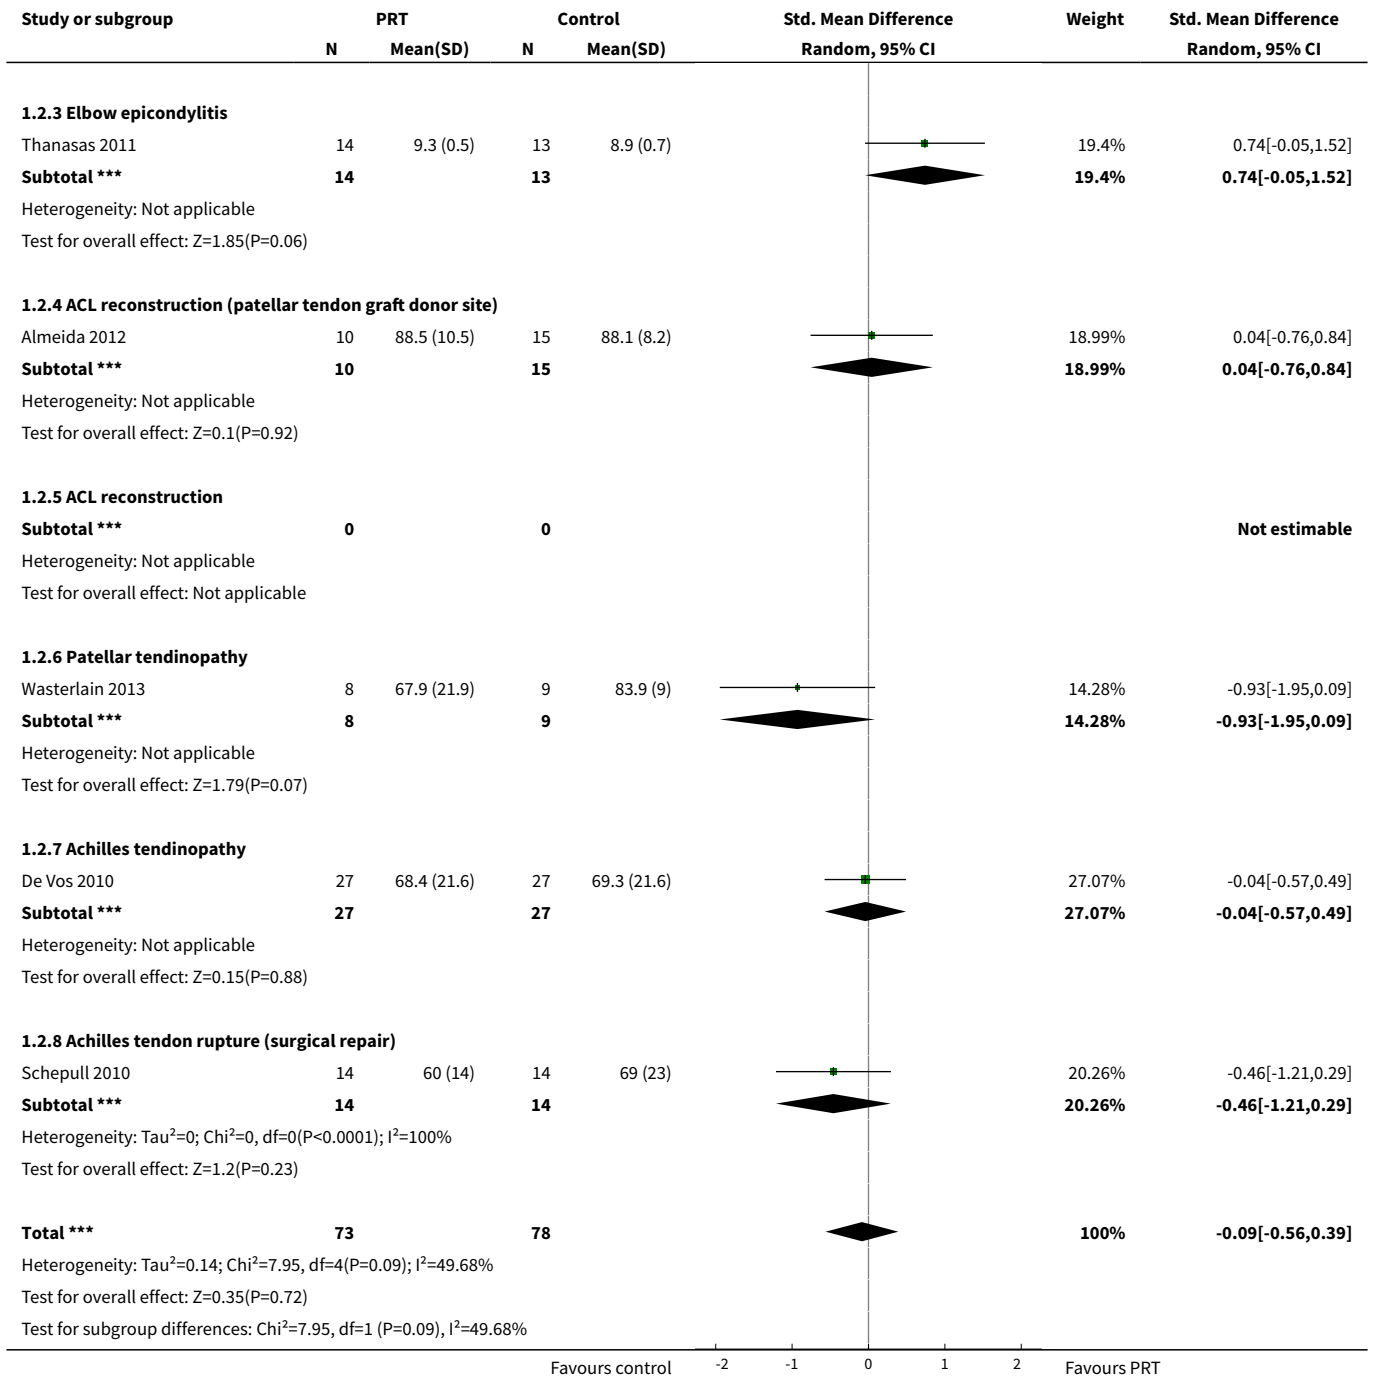 Study or subgroup PRT Control Std. Mean Difference Weight Std. Mean Difference
N Mean(SD) N Mean(SD) Random, 95% CI Random, 95% CI
1.2.3 Elbow epicondylitis
Thanasas 2011 14 9.3 (0.5) 13 8.9 (0.7) 19.4% 0.74[-0.05,1.52]
Subtotal *** 14 13 19.4% 0.74[-0.05,1.52]
Heterogeneity: Not applicable
Test for overall effect: Z=1.85(P=0.06)
1.2.4 ACL reconstruction (patellar tendon graft donor site)
Almeida 2012 10 88.5 (10.5) 15 88.1 (8.2) 18.99% 0.04[-0.76,0.84]
Subtotal *** 10 15 18.99% 0.04[-0.76,0.84]
Heterogeneity: Not applicable
Test for overall effect: Z=0.1(P=0.92)
1.2.5 ACL reconstruction
Subtotal *** 0 0 Not estimable
Heterogeneity: Not applicable
Test for overall effect: Not applicable
1.2.6 Patellar tendinopathy
Wasterlain 2013 8 67.9 (21.9) 9 83.9 (9) 14.28% -0.93[-1.95,0.09]
Subtotal *** 8 9 14.28% -0.93[-1.95,0.09]
Heterogeneity: Not applicable
Test for overall effect: Z=1.79(P=0.07)
1.2.7 Achilles tendinopathy
De Vos 2010 27 68.4 (21.6) 27 69.3 (21.6) 27.07% -0.04[-0.57,0.49]
Subtotal *** 27 27 27.07% -0.04[-0.57,0.49]
Heterogeneity: Not applicable
Test for overall effect: Z=0.15(P=0.88)
1.2.8 Achilles tendon rupture (surgical repair)
Schepull 2010 14 60 (14) 14 69 (23) 20.26% -0.46[-1.21,0.29]
Subtotal *** 14 14 20.26% -0.46[-1.21,0.29]
Heterogeneity: Tau²=0; Chi²=0, df=0(P<0.0001); I²=100%
Test for overall effect: Z=1.2(P=0.23)
Total *** 73 78 100% -0.09[-0.56,0.39]
Heterogeneity: Tau²=0.14; Chi²=7.95, df=4(P=0.09); I²=49.68%
Test for overall effect: Z=0.35(P=0.72)
Test for subgroup differences: Chi²=7.95, df=1 (P=0.09), I²=49.68%
Favours control -2 -1 0 1 2 Favours PRT